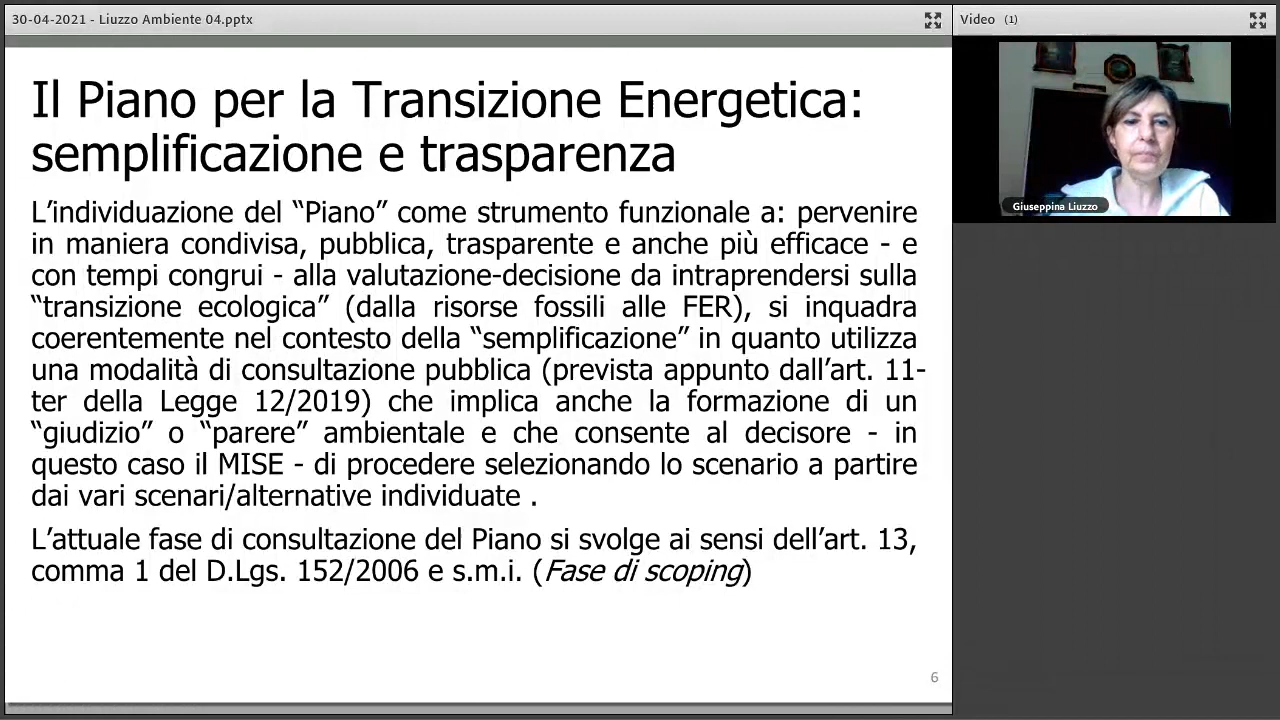 30-04-2021 - Liuzzo Ambiente 04.pptx
Video (1)
Il Piano per la Transizione Energetica:
semplificazione e trasparenza
L’individuazione del “Piano” come strumento funzionale a: pervenire
in maniera condivisa, pubblica, trasparente e anche più efficace - e
con tempi congrui - alla valutazione-decisione da intraprendersi sulla
“transizione ecologica” (dalla risorse fossili alle FER), si inquadra
coerentemente nel contesto della “semplificazione” in quanto utilizza
una modalità di consultazione pubblica (prevista appunto dall’art. 11-
ter della Legge 12/2019) che implica anche la formazione di un
“giudizio” o “parere” ambientale e che consente al decisore - in
questo caso il MISE - di procedere selezionando lo scenario a partire
dai vari scenari/alternative individuate .
L’attuale fase di consultazione del Piano si svolge ai sensi dell’art. 13,
comma 1 del D.Lgs. 152/2006 e s.m.i. (Fase di scoping)
6
Giuseppina Liuzzo